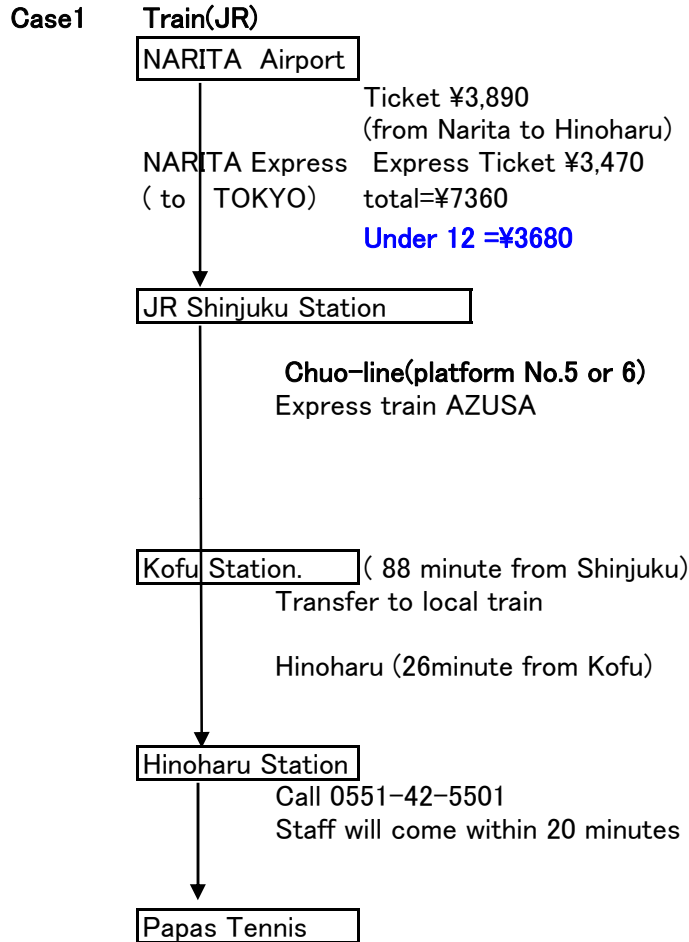 Case1 Train(JR)
NARITA Airport
Ticket ¥3,890
(from Narita to Hinoharu)
NARITA Express Express Ticket ¥3,470
( to TOKYO) total=¥7360
Under 12 =¥3680
JR Shinjuku Station
Chuo-line(platform No.5 or 6)
Express train AZUSA
Kofu Station. ( 88 minute from Shinjuku)
Transfer to local train
Hinoharu (26minute from Kofu)
Hinoharu Station
Call 0551-42-5501
Staff will come within 20 minutes
Papas Tennis